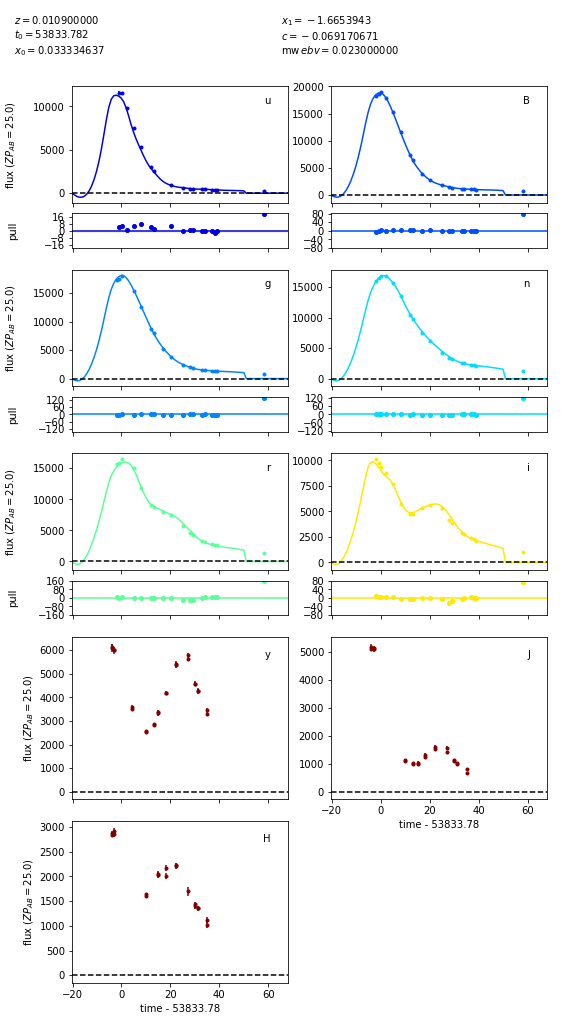 z = 0.010900000
t0 = 53833.782
x0 = 0.033334637
x1 = −1.6653943
c = −0.069170671
mwebv = 0.023000000
flux (ZPAB = 25.0)
10000
5000
0
u
20000
15000
10000
5000
0
B
pull
16
8
0
−8
−16
80
40
0
−40
−80
flux (ZPAB = 25.0)
15000
10000
5000
0
g
15000
10000
5000
0
n
pull
120
60
0
−60
−120
120
60
0
−60
−120
flux (ZPAB = 25.0)
15000
10000
5000
0
r
10000
7500
5000
2500
0
i
pull
160
80
0
−80
−160
80
40
0
−40
−80
flux (ZPAB = 25.0)
6000
5000
4000
3000
2000
1000
0
y
5000
4000
3000
2000
1000
0
J
−20 0 20 40 60
time - 53833.78
flux (ZPAB = 25.0)
3000
2500
2000
1500
1000
500
0
H
−20 0 20 40 60
time - 53833.78